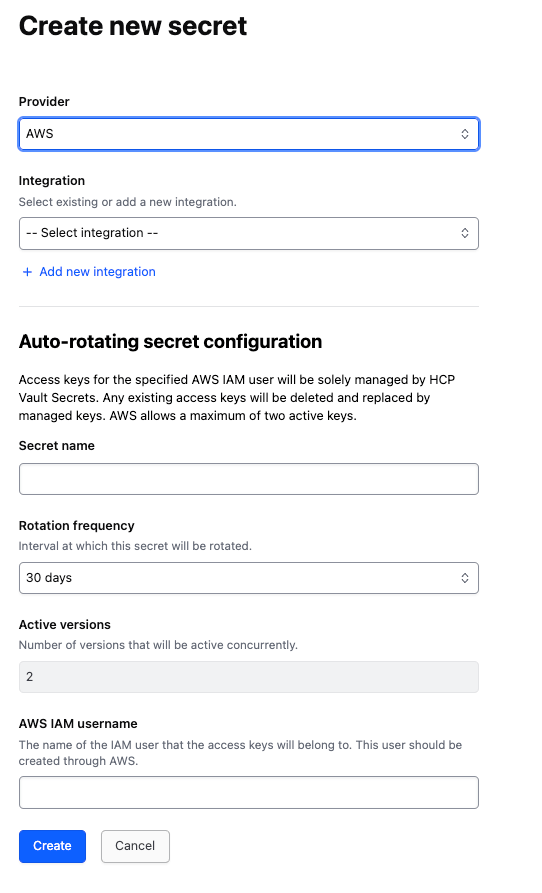 Create new secret
Provider
AWS
Integration
Select existing or add a new integration.
-- Select integration --
+ Add new integration
Auto-rotating secret configuration
Access keys for the specified AWS IAM user will be solely managed by HCP
Vault Secrets. Any existing access keys will be deleted and replaced by
managed keys. AWS allows a maximum of two active keys.
Secret name
Rotation frequency
Interval at which this secret will be rotated.
30 days
Active versions
Number of versions that will be active concurrently.
2
AWS IAM username
The name of the IAM user that the access keys will belong to. This user should be
created through AWS.
Create Cancel